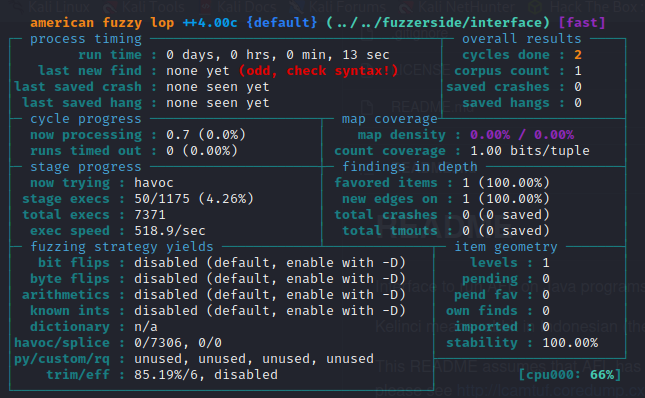 american fuzzy lop ++4.00c {default} (../../fuzzerside/interface) [fast]
process timing
overall results
run time : 0 days, 0 hrs, 0 min, 13 sec
cycles done : 2
last new find : none yet (odd, check syntax!)
corpus count : 1
last saved crash : none seen yet
saved crashes : 0
last saved hang : none seen yet
saved hangs : 0
cycle progress
map coverage
now processing : 0.7 (0.0%)
map density : 0.00% / 0.00%
runs timed out : 0 (0.00%)
count coverage : 1.00 bits/tuple
stage progress
findings in depth
now trying : havoc
favored items : 1 (100.00%)
stage execs : 50/1175 (4.26%)
new edges on : 1 (100.00%)
total execs : 7371
total crashes : 0 (0 saved)
exec speed : 518.9/sec
total tmouts : 0 (0 saved)
fuzzing strategy yields
item geometry
bit flips : disabled (default, enable with -D)
levels : 1
byte flips : disabled (default, enable with -D)
pending : 0
arithmetics : disabled (default, enable with -D)
pend fav : 0
known ints : disabled (default, enable with -D)
own finds : 0
dictionary : n/a
imported : 0
havoc/splice : 0/7306, 0/0
stability : 100.00%
py/custom/rq : unused, unused, unused, unused
trim/eff : 85.19%/6, disabled
[cpu000: 66%]